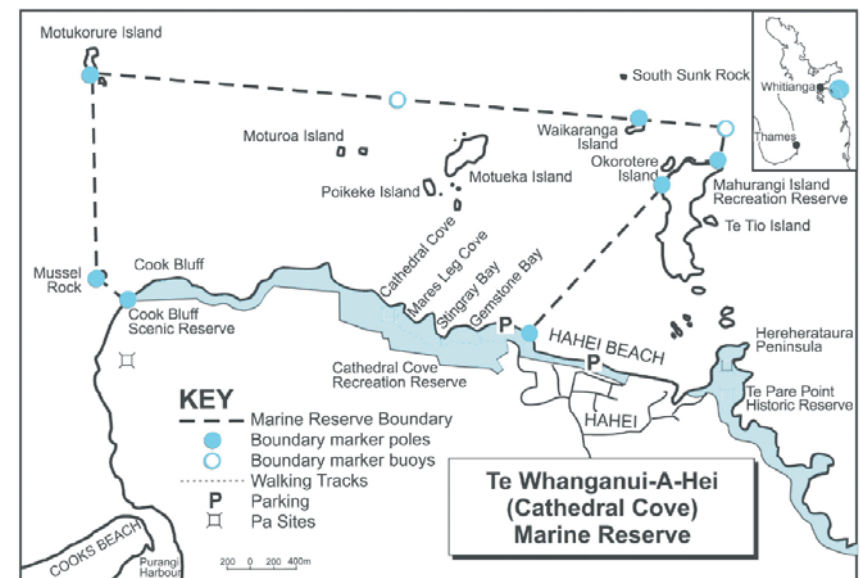 Motukorure Island
South Sunk Rock
Whitianga
Thames
Moturoa Island
Waikaranga
Island
Okorotere
Island
Poikeke Island
Motueka Island
Mahurangi Island
Recreation Reserve
Te Tio Island
Cathedral Cove
Mares Leg Cove
Stingray Bay
Gemstone Bay
Mussel
Rock
Cook Bluff
Cook Bluff
Scenic Reserve
P
HAHEI BEACH
P
Hereherataura
Peninsula
Cathedral Cove
Recreation Reserve
Te Pare Point
Historic Reserve
HAHEI
KEY
Marine Reserve Boundary
Boundary marker poles
Boundary marker buoys
Walking Tracks
P Parking
Pa Sites
Te Whanganui-A-Hei
(Cathedral Cove)
Marine Reserve
COOKS BEACH
Purangi
Harbour
200 0 200 400m